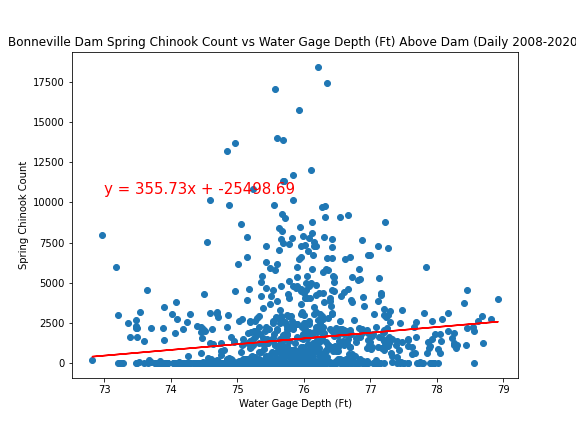 Bonneville Dam Spring Chinook Count vs Water Gage Depth (Ft) Above Dam (Daily 2008-2020
17500
15000
12500
10000
7500
5000
2500
0
Spring Chinook Count
y = 355.73x + -25498.69
73 74 75 76 77 78 79
Water Gage Depth (Ft)